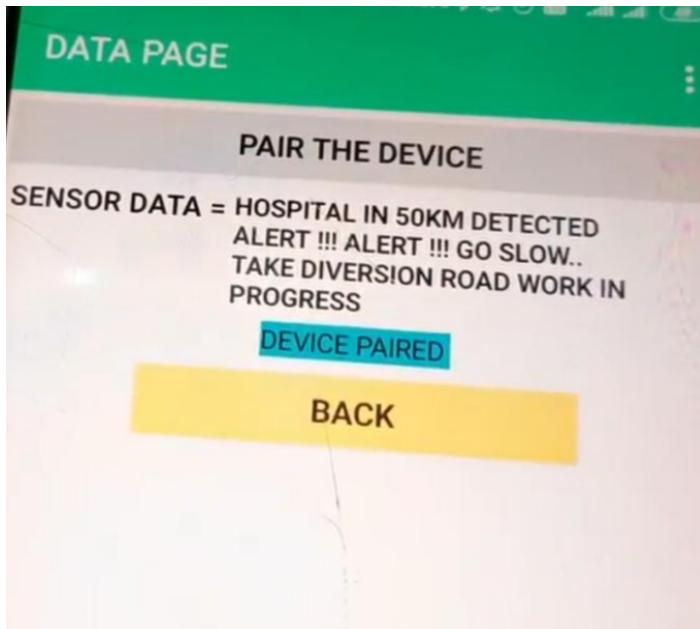 DATA PAGE
PAIR THE DEVICE
SENSOR DATA = HOSPITAL IN 50KM DETECTED
ALERT !!! ALERT !!! GO SLOW..
TAKE DIVERSION ROAD WORK IN
PROGRESS
DEVICE PAIRED
BACK